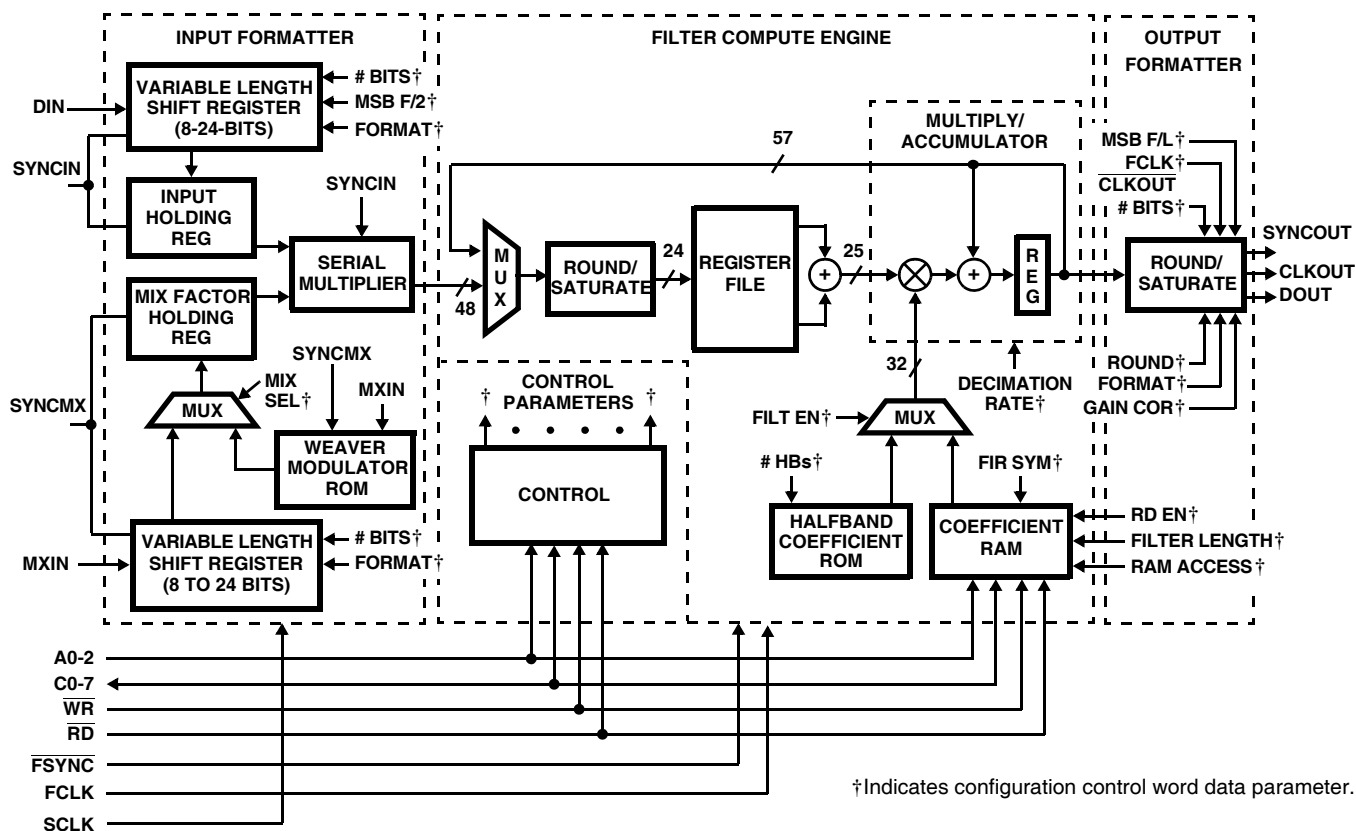 INPUT FORMATTER
FILTER COMPUTE ENGINE
OUTPUT
FORMATTER
DIN
VARIABLE LENGTH
SHIFT REGISTER
(8-24-BITS)
# BITS†
MSB F/2†
FORMAT†
SYNCIN
INPUT
HOLDING
REG
SYNCIN
SERIAL
MULTIPLIER
MIX FACTOR
HOLDING
REG
48
MUX
ROUND/
SATURATE
24
REGISTER
FILE
+
25
57
MULTIPLY/
ACCUMULATOR
+
REG
MSB F/L†
FCLK†
CLKOUT
# BITS†
ROUND/
SATURATE
SYNCOUT
CLKOUT
DOUT
ROUND†
FORMAT†
GAIN COR†
SYNCMX
SYNCMX
MIX
SEL†
MXIN
MUX
WEAVER
MODULATOR
ROM
MXIN
VARIABLE LENGTH
SHIFT REGISTER
(8 TO 24 BITS)
# BITS†
FORMAT†
† CONTROL †
PARAMETERS
CONTROL
32
DECIMATION
RATE†
FILT EN†
MUX
# HBs†
FIR SYM†
HALFBAND
COEFFICIENT
ROM
COEFFICIENT
RAM
RD EN†
FILTER LENGTH†
RAM ACCESS†
A0-2
C0-7
WR
RD
FSYNC
FCLK
SCLK
†Indicates configuration control word data parameter.